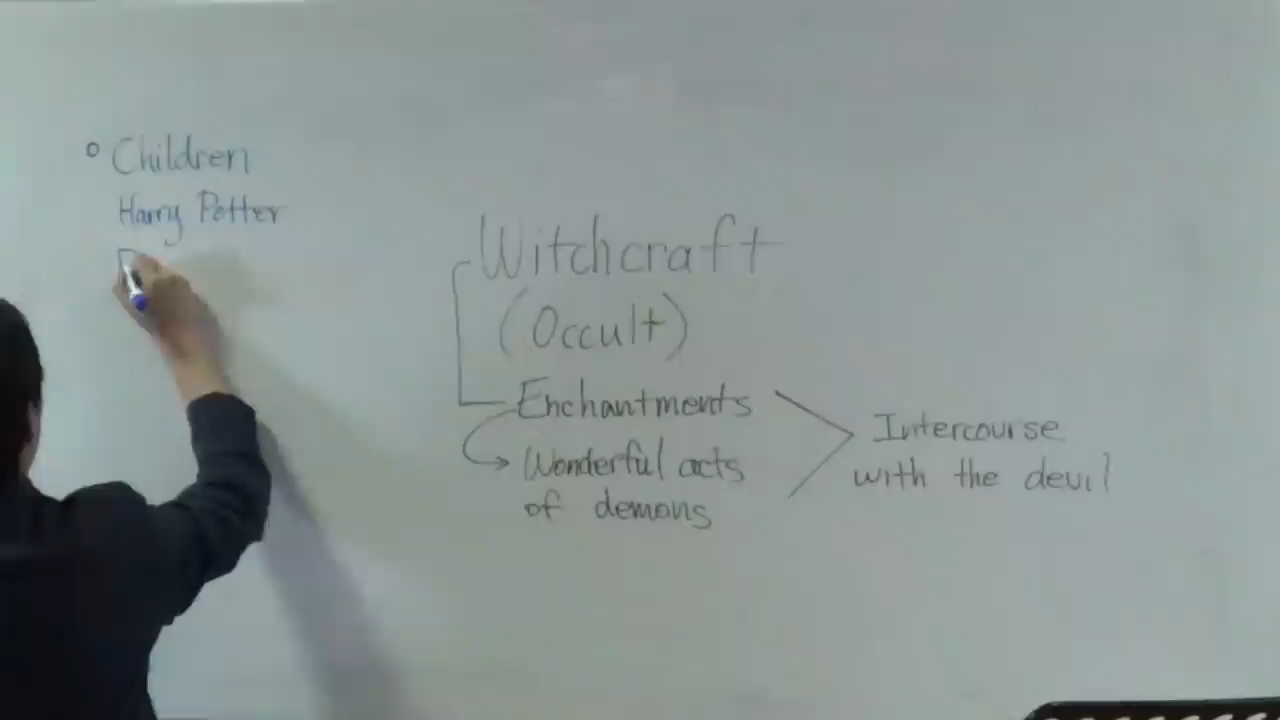 Children
Harry Potter
Witchcraft
(Occult)
Enchantments
Wonderful acts
of demons
Intercourse
with the devil